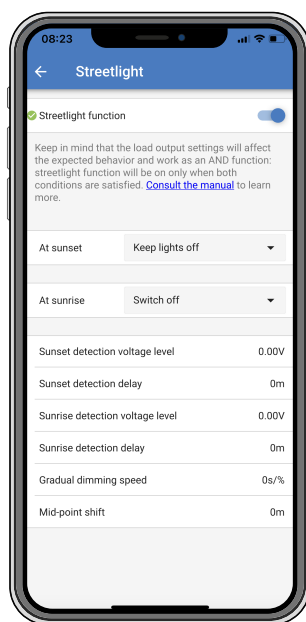 08:23
Streetlight
Streetlight function
Keep in mind that the load output settings will affect
the expected behavior and work as an AND function:
streetlight function will be on only when both
conditions are satisfied. Consult the manual to learn
more.
At sunset Keep lights off
At sunrise Switch off
Sunset detection voltage level 0.00V
Sunset detection delay 0m
Sunrise detection voltage level 0.00V
Sunrise detection delay 0m
Gradual dimming speed 0s/%
Mid-point shift 0m